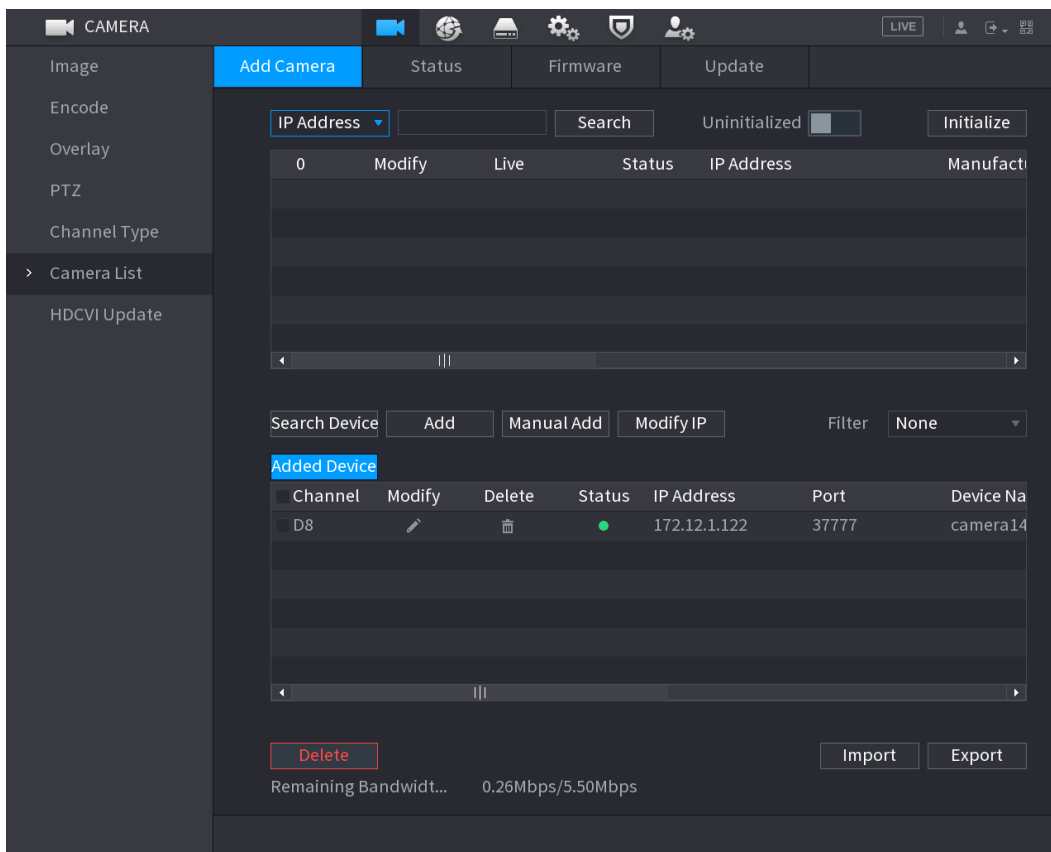 CAMERA LIVE
Image Add Camera Status Firmware Update
Encode
IP Address Search Uninitialized Initialize
Overlay
0 Modify Live Status IP Address Manufactu
PTZ
Channel Type
Camera List
HDCVI Update
Search Device Add Manual Add Modify IP Filter None
Added Device
Channel Modify Delete Status IP Address Port Device Na
D8 172.12.1.122 37777 camera14
Delete Import Export
Remaining Bandwidt... 0.26Mbps/5.50Mbps